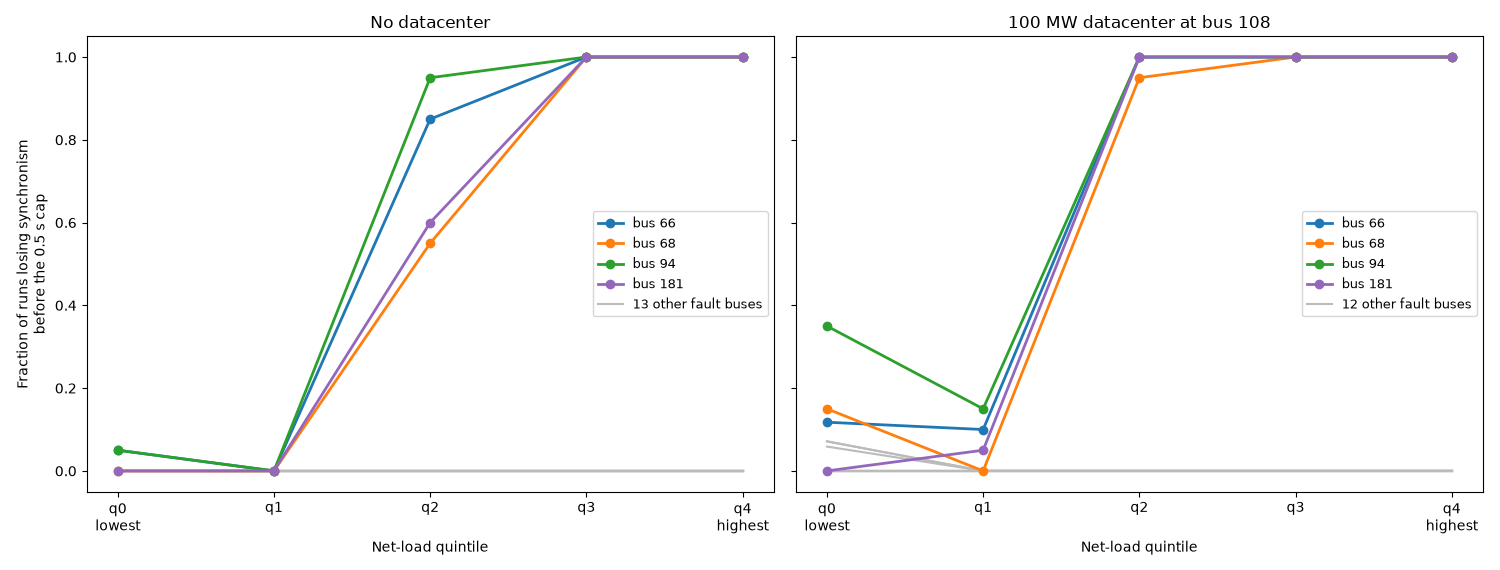 No datacenter
100 MW datacenter at bus 108
Fraction of runs losing synchronism
before the 0.5 s cap
1.0
0.8
0.6
0.4
0.2
0.0
bus 66
bus 68
bus 94
bus 181
13 other fault buses
bus 66
bus 68
bus 94
bus 181
12 other fault buses
q0
lowest
q1
q2
q3
q4
highest
q0
lowest
q1
q2
q3
q4
highest
Net-load quintile
Net-load quintile